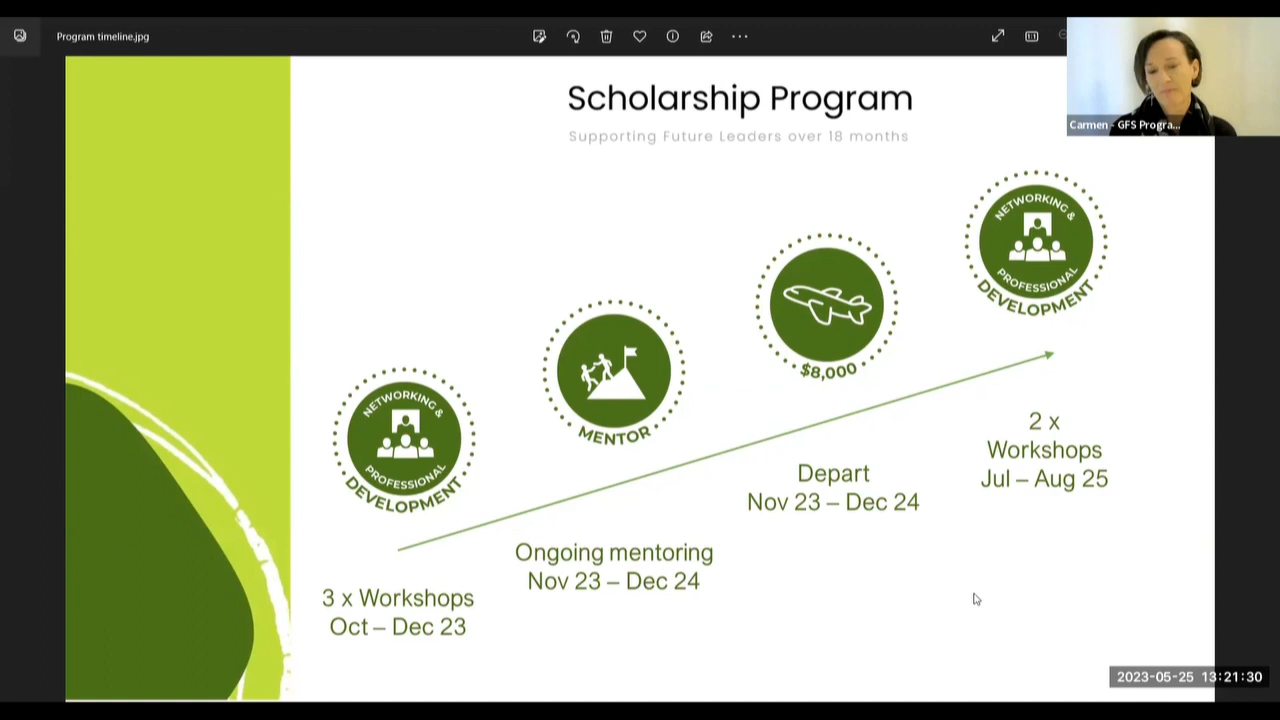 Program timeline.jpg
Carmen - GFS Progra...
Scholarship Program
Supporting Future Leaders over 18 months
NETWORKING &
PROFESSIONAL
DEVELOPMENT
3 x Workshops
Oct – Dec 23
MENTOR
Ongoing mentoring
Nov 23 – Dec 24
$8,000
Depart
Nov 23 – Dec 24
NETWORKING &
PROFESSIONAL
DEVELOPMENT
2 x
Workshops
Jul – Aug 25
2023-05-25 13:21:30